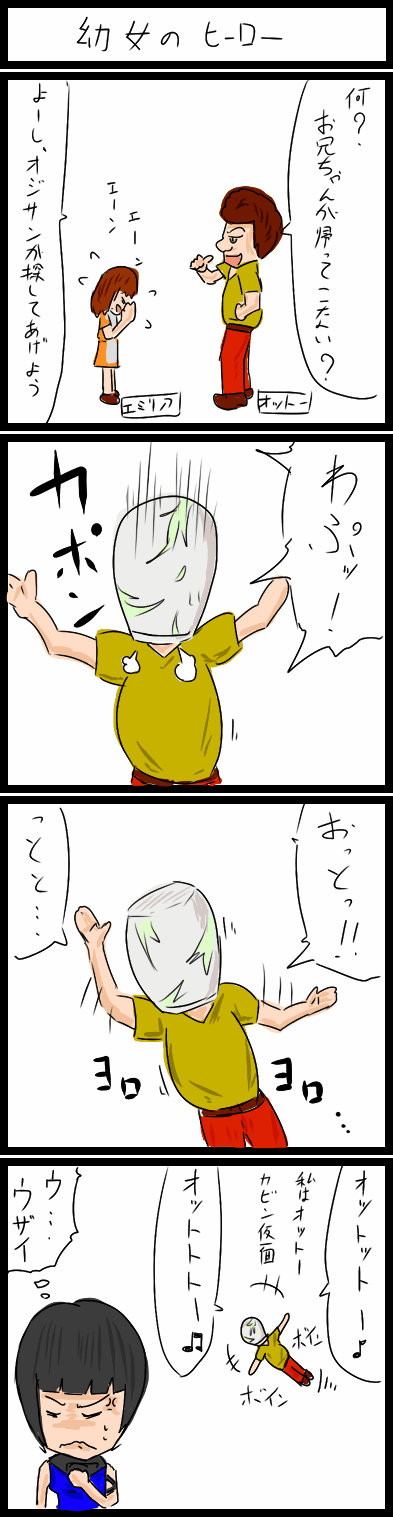 幼女のヒーロー
何?
お兄ちゃんが帰ってこない?
よーし、オジサンが探してあげよう
エーン
エーン
オットー
エミリア
わぷッ!
カポン
おっとっ!!
っとと…
ヨロ
ヨロ…
オットットー♪
私はオットー
カビン仮面
ボイン
ボイン
オットトトー♫
ウ…
ウザイ